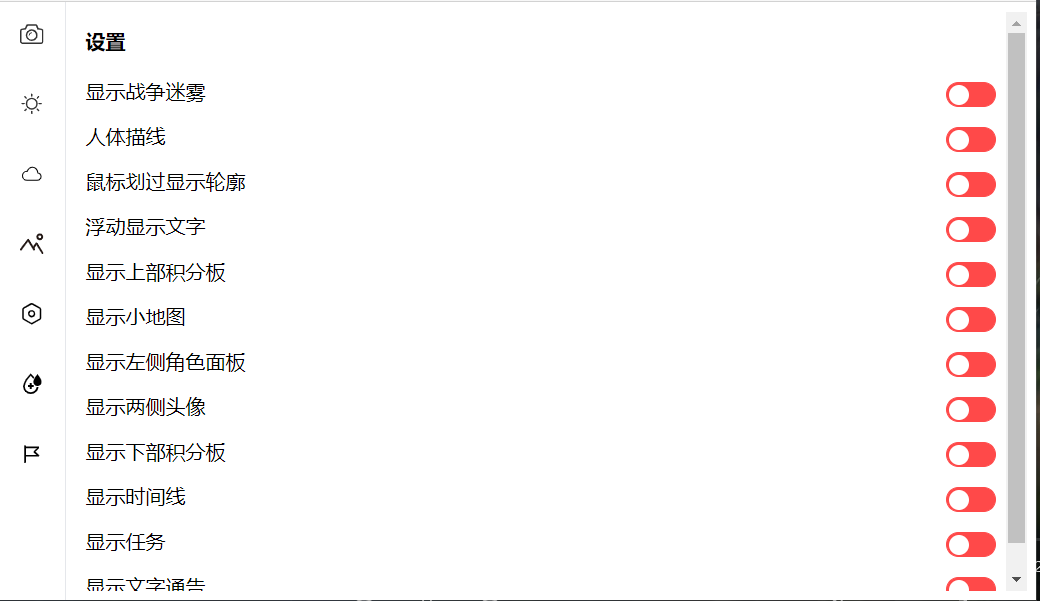 设置
显示战争迷雾
人体描线
鼠标划过显示轮廓
浮动显示文字
显示上部积分板
显示小地图
显示左侧角色面板
显示两侧头像
显示下部积分板
显示时间线
显示任务
显示文字通告